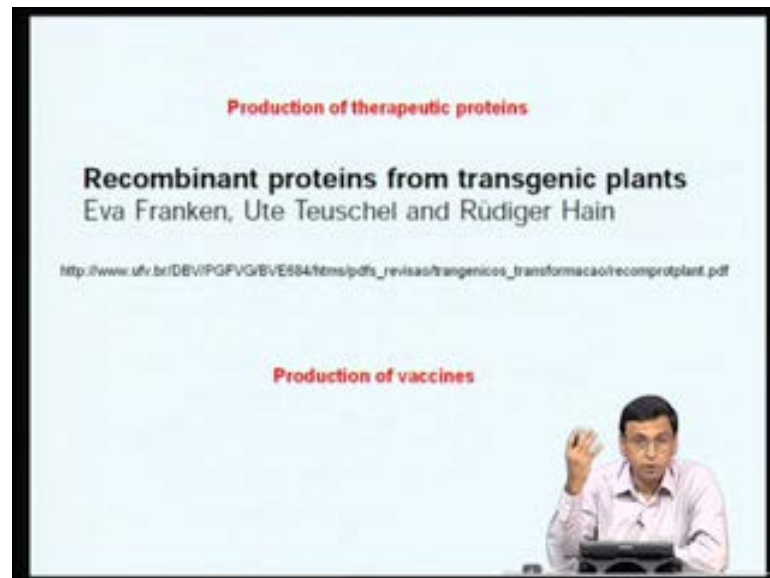 Production of therapeutic proteins
Recombinant proteins from transgenic plants
Eva Franken, Ute Teuschel and Rüdiger Hain
http://www.ufv.br/DBV/PGFVG/BVE684/htms/pdfs_revisao/trangenicos_transformacao/recomprotplant.pdf
Production of vaccines